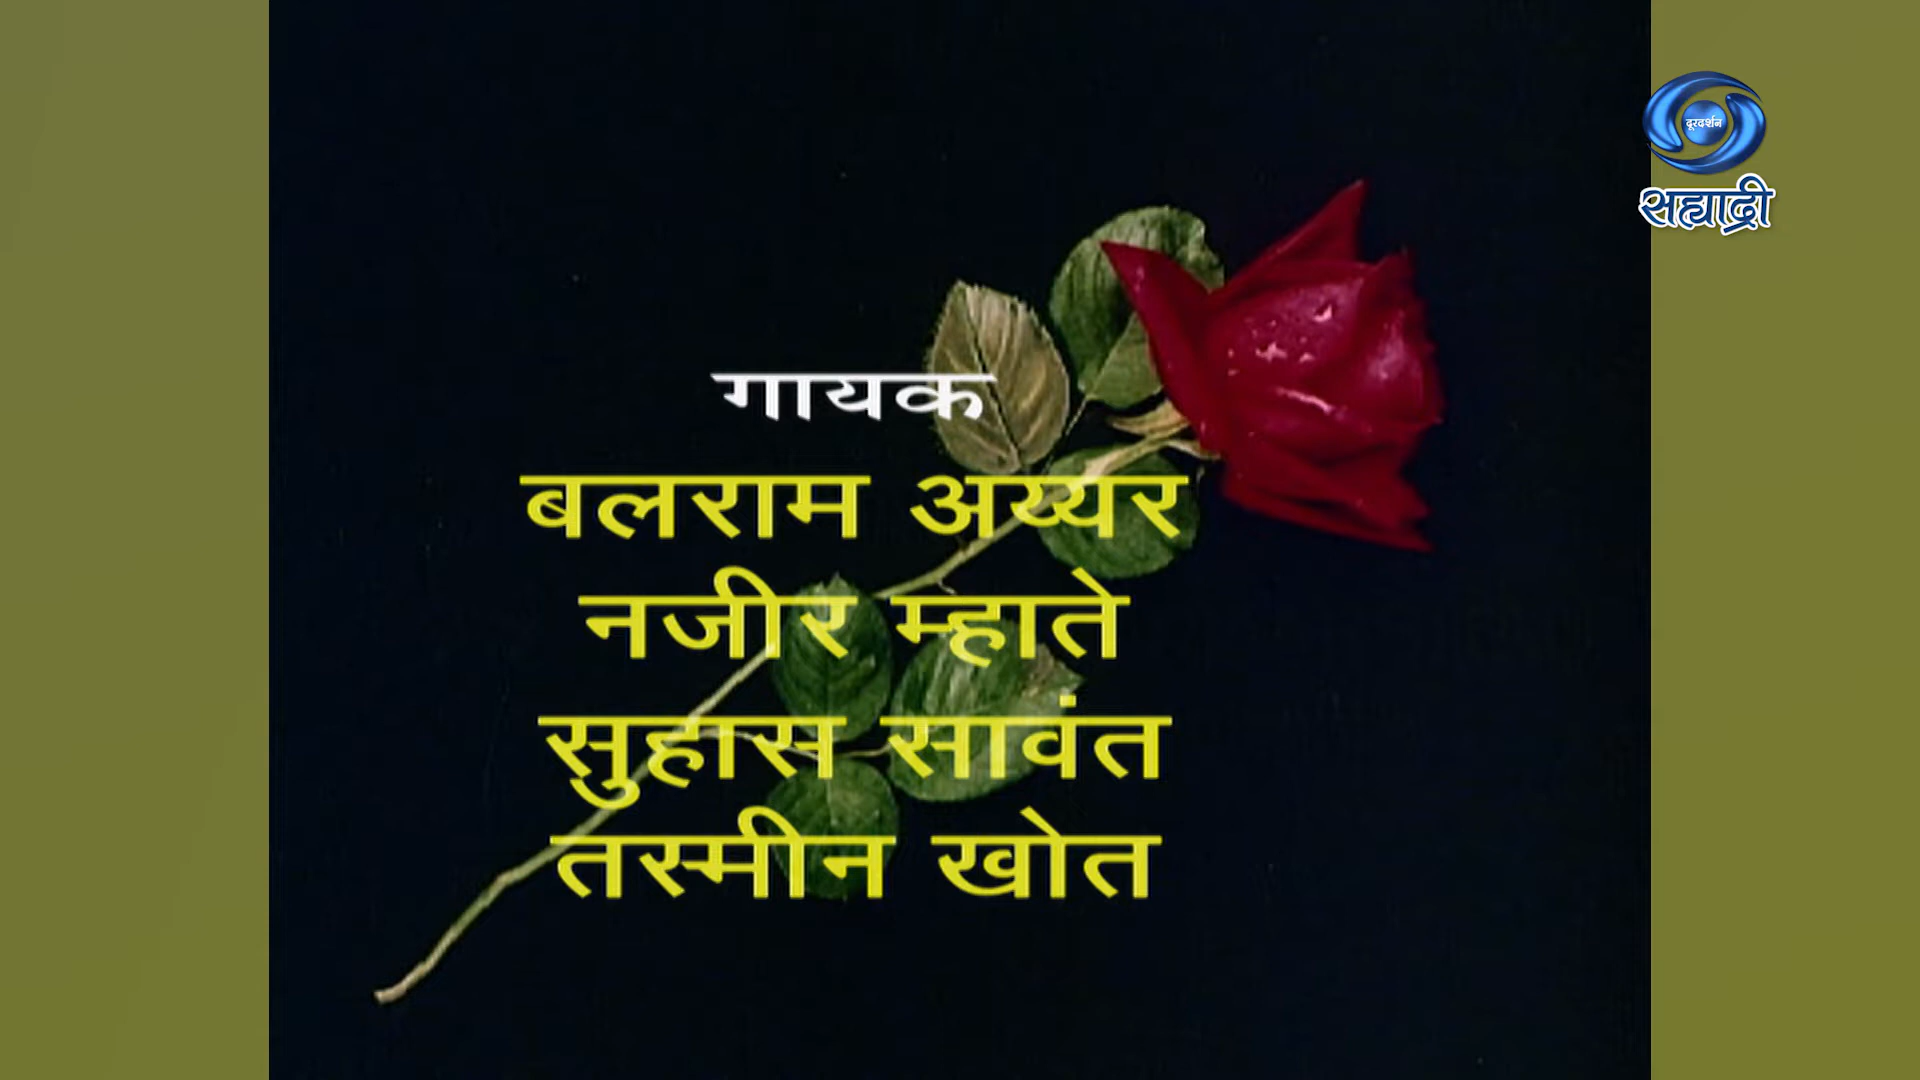 दूरदर्शन
सह्याद्री
गायक
बलराम अय्यर
नजीर म्हाते
सुहास सावंत
तस्मीन खोत